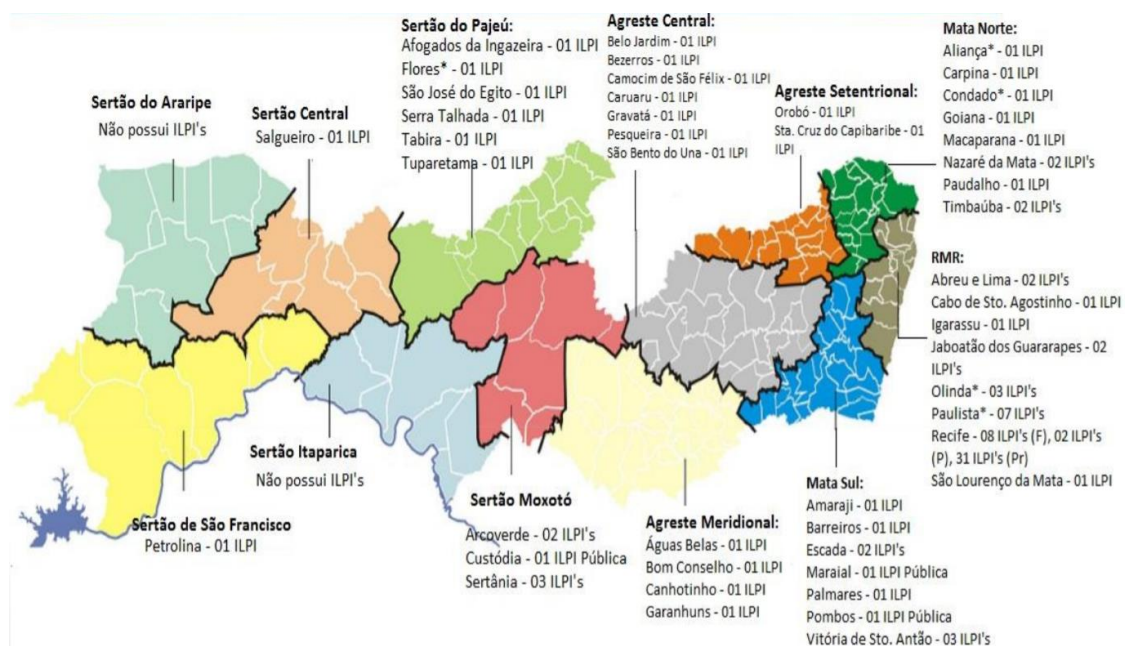 Sertão do Araripe
Não possui ILPI's
Sertão Central
Salgueiro - 01 ILPI
Sertão do Pajeú:
Afogados da Ingazeira - 01 ILPI
Flores* - 01 ILPI
São José do Egito - 01 ILPI
Serra Talhada - 01 ILPI
Tabira - 01 ILPI
Tuparetama - 01 ILPI
Agreste Central:
Belo Jardim - 01 ILPI
Bezerros - 01 ILPI
Camocim de São Félix - 01 ILPI
Caruaru - 01 ILPI
Gravatá - 01 ILPI
Pesqueira - 01 ILPI
São Bento do Una - 01 ILPI
Agreste Setentrional:
Orobó - 01 ILPI
Sta. Cruz do Capibaribe - 01
ILPI
Mata Norte:
Aliança* - 01 ILPI
Carpina - 01 ILPI
Condado* - 01 ILPI
Goiana - 01 ILPI
Macaparana - 01 ILPI
Nazaré da Mata - 02 ILPI's
Paudalho - 01 ILPI
Timbaúba - 02 ILPI's
RMR:
Abreu e Lima - 02 ILPI's
Cabo de Sto. Agostinho - 01 ILPI
Igarassu - 01 ILPI
Jaboatão dos Guararapes - 02
ILPI's
Olinda* - 03 ILPI's
Paulista* - 07 ILPI's
Recife - 08 ILPI's (F), 02 ILPI's
(P), 31 ILPI's (Pr)
São Lourenço da Mata - 01 ILPI
Sertão de São Francisco
Petrolina - 01 ILPI
Sertão Itaparica
Não possui ILPI's
Sertão Moxotó
Arcoverde - 02 ILPI's
Custódia - 01 ILPI Pública
Sertânia - 03 ILPI's
Agreste Meridional:
Águas Belas - 01 ILPI
Bom Conselho - 01 ILPI
Canhotinho - 01 ILPI
Garanhuns - 01 ILPI
Mata Sul:
Amaraji - 01 ILPI
Barreiros - 01 ILPI
Escada - 02 ILPI's
Maraial - 01 ILPI Pública
Palmares - 01 ILPI
Pombos - 01 ILPI Pública
Vitória de Sto. Antão - 03 ILPI's